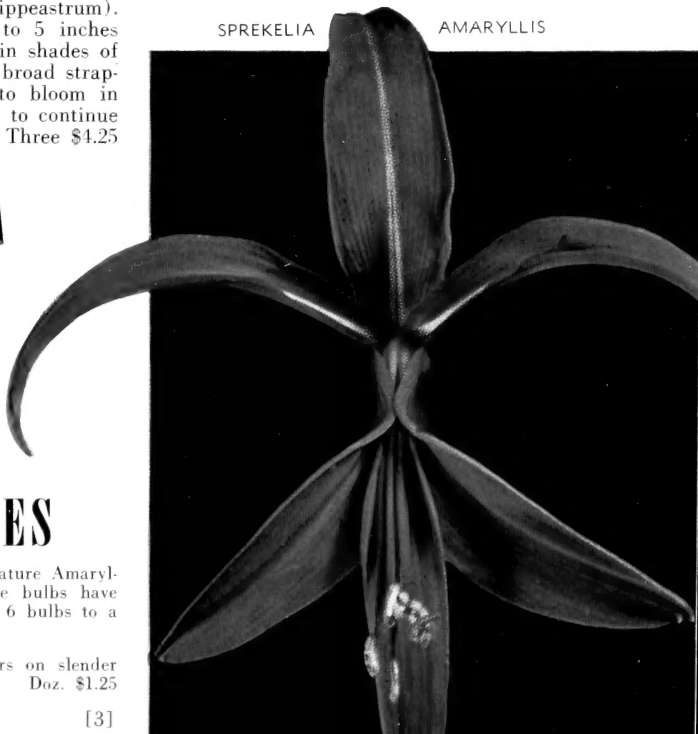 ippeastrum).
to 5 inches
in shades of
broad strap-
to bloom in
to continue
Three $4.25
SPREKELIA AMARYLLIS
ES
ature Amaryl-
e bulbs have
6 bulbs to a
rs on slender
Doz. $1.25
[3]